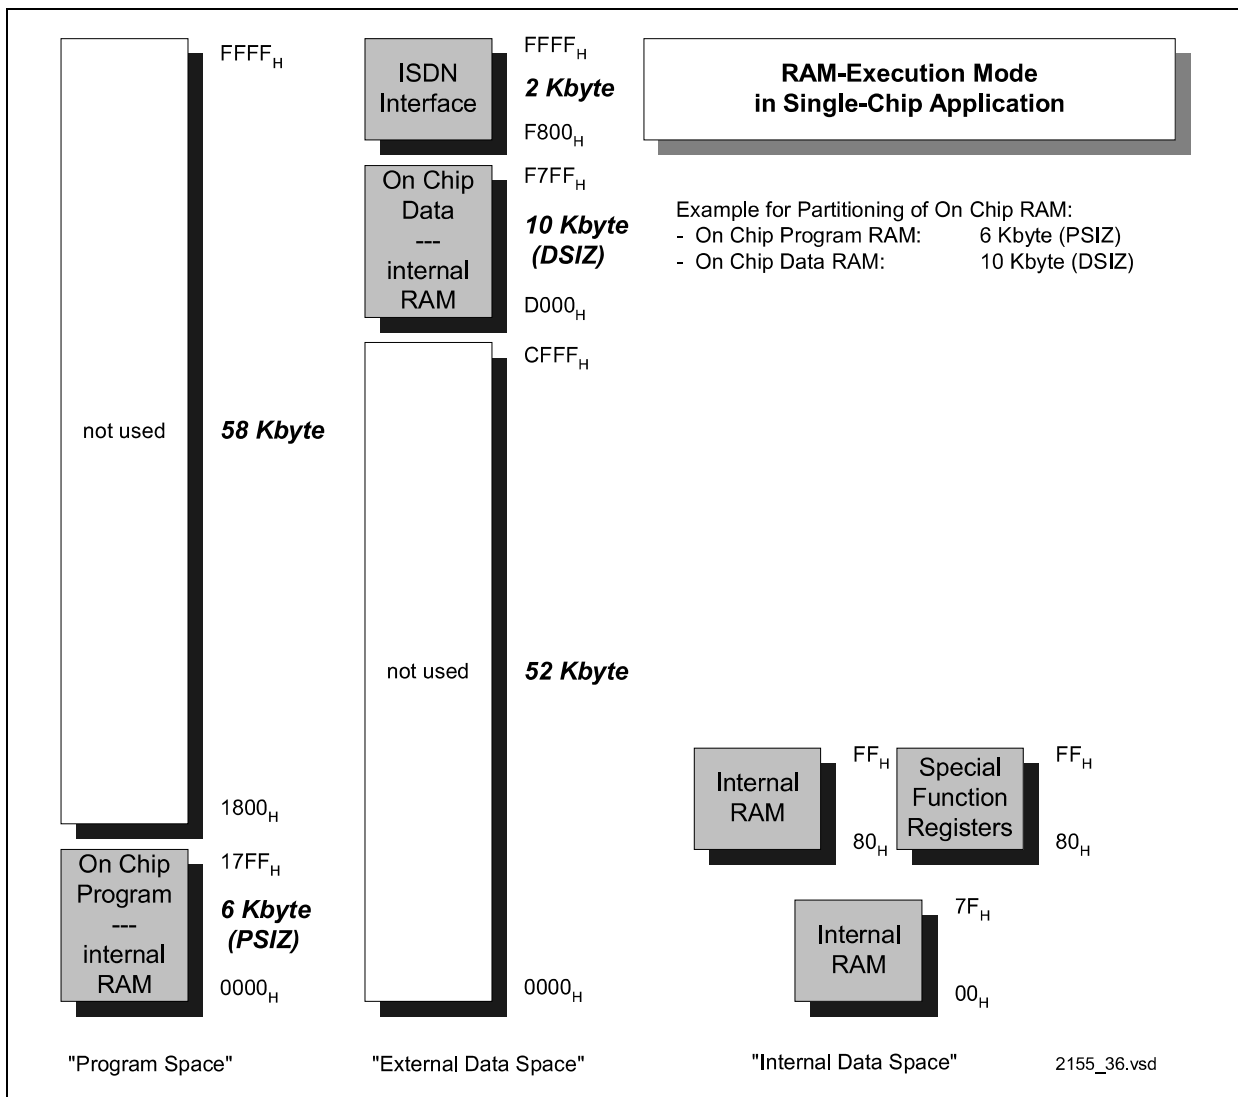 FFFFH
not used
58 Kbyte
1800H
On Chip
Program
---
internal
RAM
17FFH
6 Kbyte
(PSIZ)
0000H
"Program Space"
ISDN
Interface
FFFFH
2 Kbyte
F800H
On Chip
Data
---
internal
RAM
F7FFH
10 Kbyte
(DSIZ)
D000H
CFFFH
not used
52 Kbyte
0000H
"External Data Space"
RAM-Execution Mode
in Single-Chip Application
Example for Partitioning of On Chip RAM:
- On Chip Program RAM: 6 Kbyte (PSIZ)
- On Chip Data RAM: 10 Kbyte (DSIZ)
Internal
RAM
FFH
80H
Special
Function
Registers
FFH
80H
Internal
RAM
7FH
00H
"Internal Data Space"
2155_36.vsd